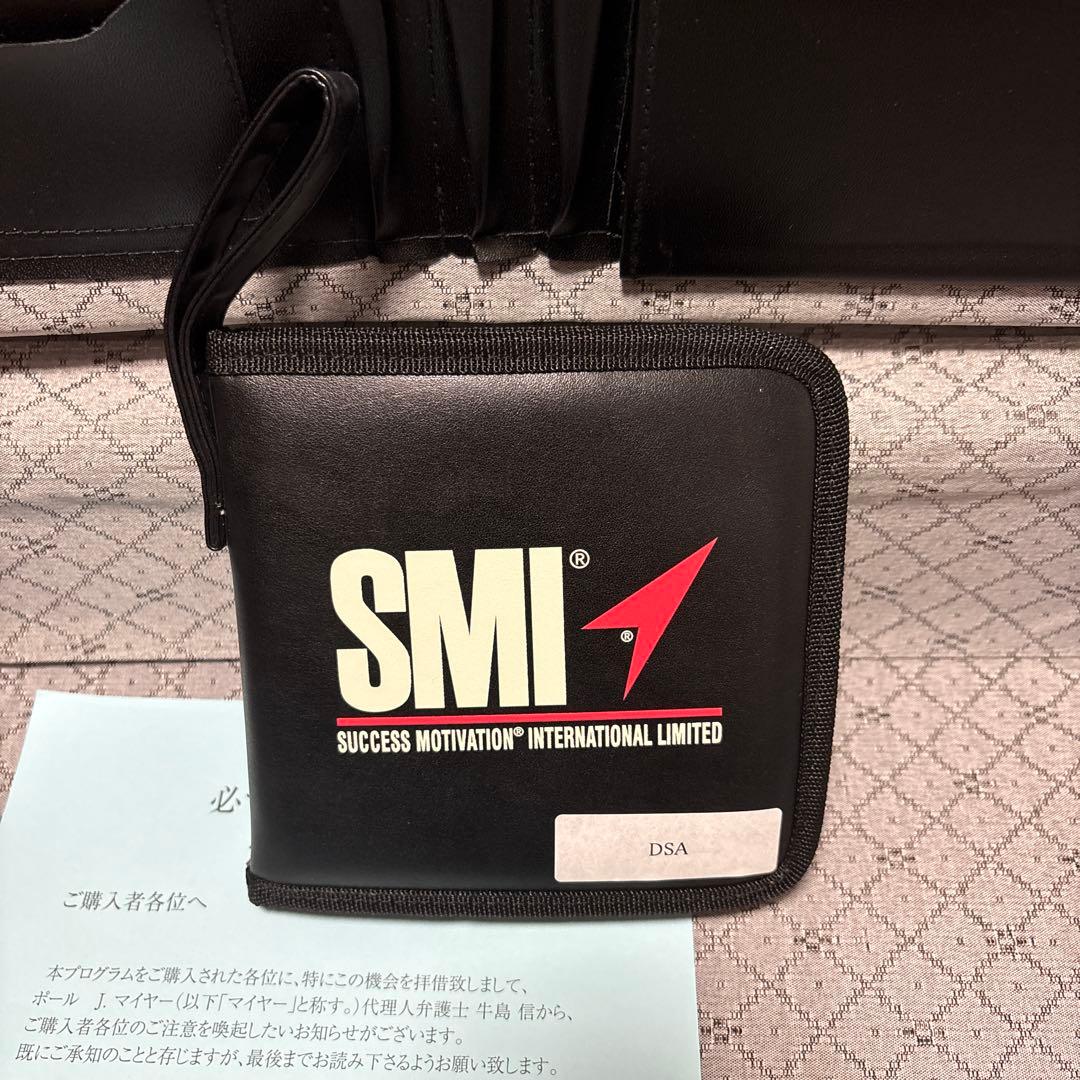 SMI®
®
SUCCESS MOTIVATION® INTERNATIONAL LIMITED
DSA
必
ご購入者各位へ
本プログラムをご購入された各位に、特にこの機会を拝借致しまして、
ポール J. マイヤー(以下「マイヤー」と称す。)代理人弁護士 牛島 信から、
ご購入者各位のご注意を喚起したいお知らせがございます。
既にご承知のことと存じますが、最後までお読み下さるようお願い致します。